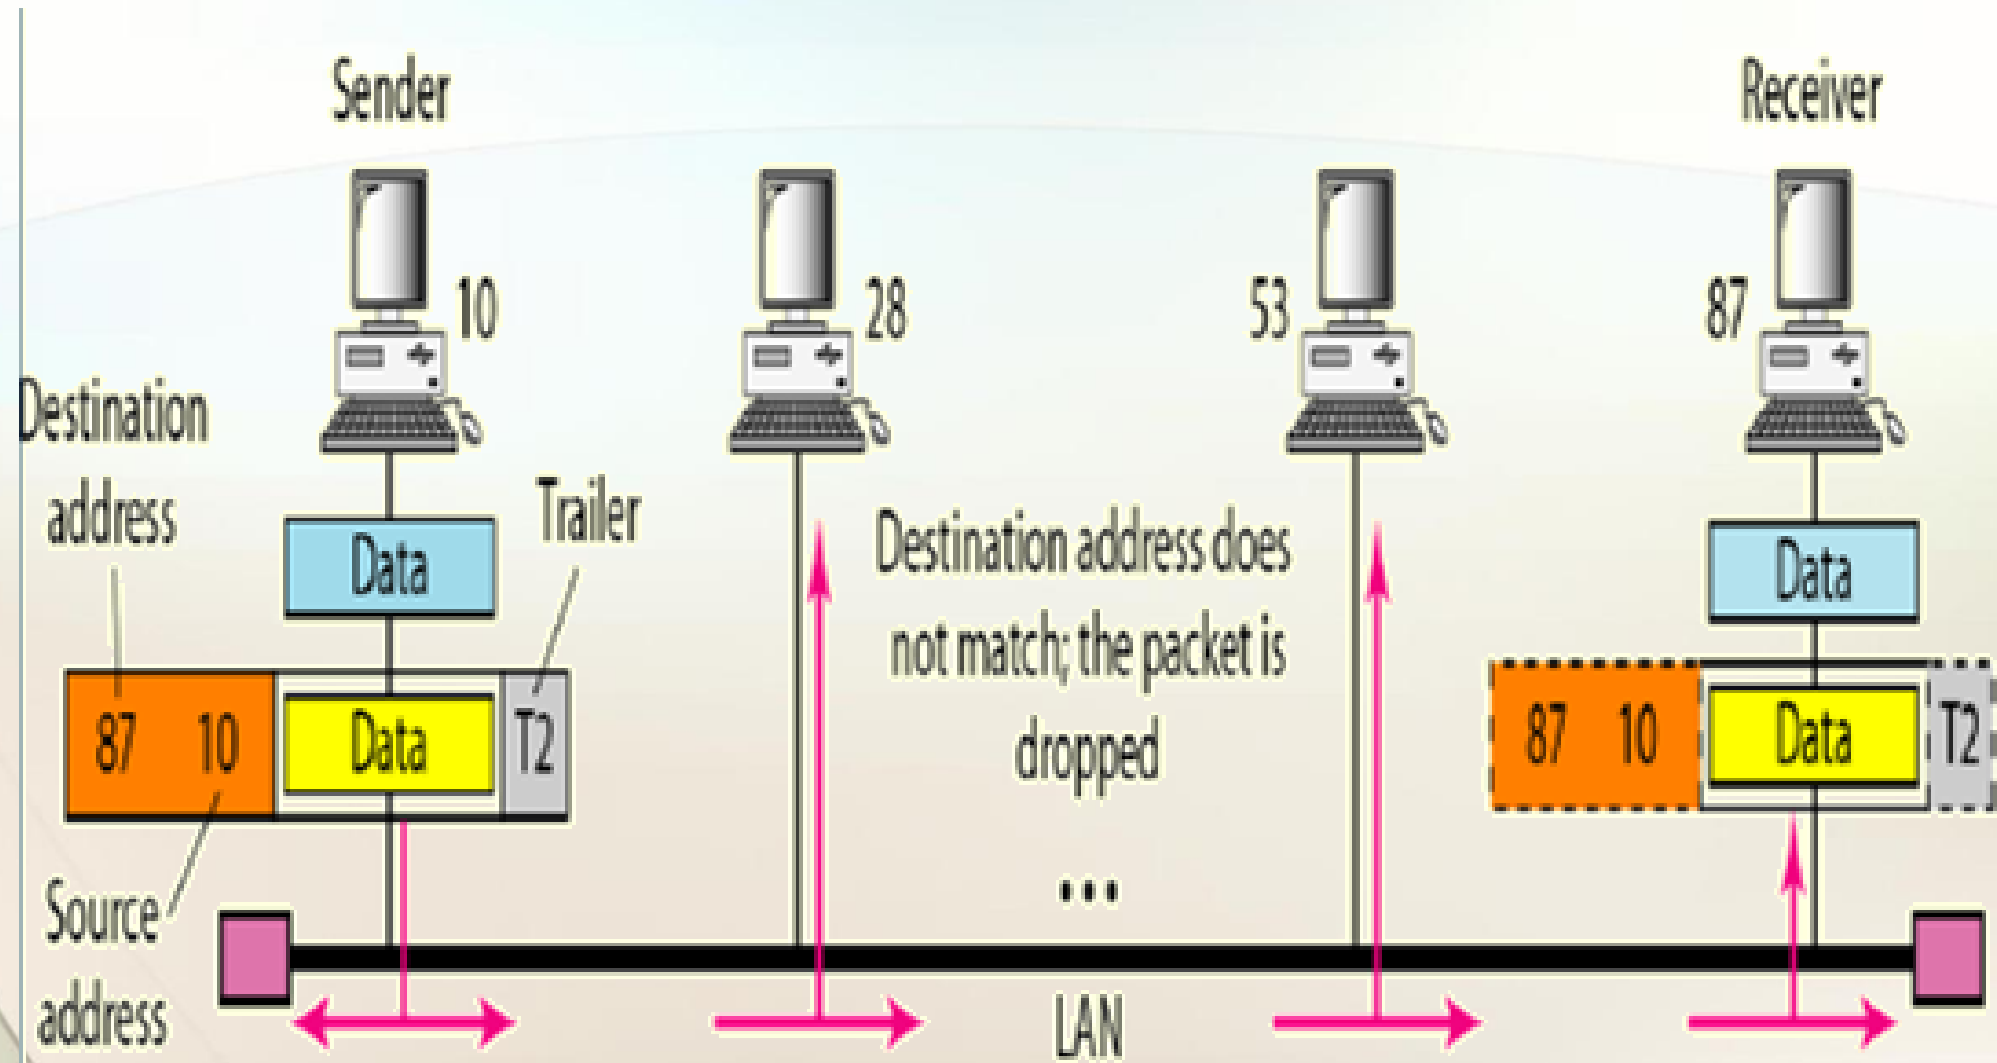 Sender
Receiver
10
28
53
87
Destination
address
Trailer
Data
Destination address does
not match; the packet is
dropped
Data
87 10 Data T2
87 10 Data T2
Source
address
...
LAN